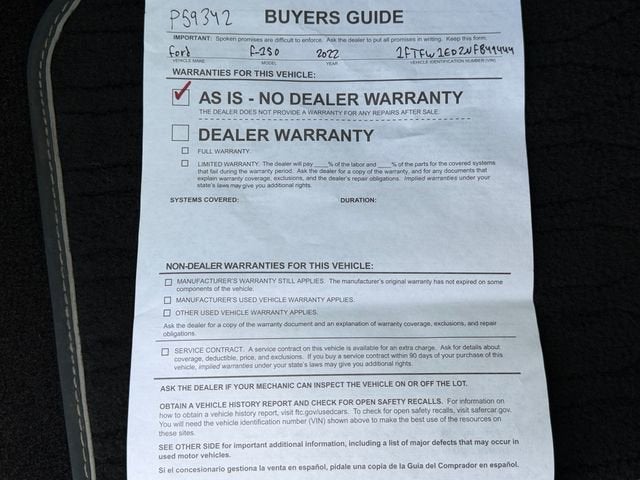 P59342
BUYERS GUIDE
IMPORTANT: Spoken promises are difficult to enforce. Ask the dealer to put all promises in writing. Keep this form.
Ford F-150 2022 1FTFW1ED2NFB49444
VEHICLE MAKE MODEL YEAR VEHICLE IDENTIFICATION NUMBER (VIN)
WARRANTIES FOR THIS VEHICLE:
AS IS - NO DEALER WARRANTY
THE DEALER DOES NOT PROVIDE A WARRANTY FOR ANY REPAIRS AFTER SALE.
DEALER WARRANTY
FULL WARRANTY.
LIMITED WARRANTY. The dealer will pay ____% of the labor and ____% of the parts for the covered systems
that fail during the warranty period. Ask the dealer for a copy of the warranty, and for any documents that
explain warranty coverage, exclusions, and the dealer's repair obligations. Implied warranties under your
state's laws may give you additional rights.
SYSTEMS COVERED: DURATION:
NON-DEALER WARRANTIES FOR THIS VEHICLE:
MANUFACTURER'S WARRANTY STILL APPLIES. The manufacturer's original warranty has not expired on some
components of the vehicle.
MANUFACTURER'S USED VEHICLE WARRANTY APPLIES.
OTHER USED VEHICLE WARRANTY APPLIES.
Ask the dealer for a copy of the warranty document and an explanation of warranty coverage, exclusions, and repair
obligations.
SERVICE CONTRACT. A service contract on this vehicle is available for an extra charge. Ask for details about
coverage, deductible, price, and exclusions. If you buy a service contract within 90 days of your purchase of this
vehicle, implied warranties under your state's laws may give you additional rights.
ASK THE DEALER IF YOUR MECHANIC CAN INSPECT THE VEHICLE ON OR OFF THE LOT.
OBTAIN A VEHICLE HISTORY REPORT AND CHECK FOR OPEN SAFETY RECALLS. For information on
how to obtain a vehicle history report, visit ftc.gov/usedcars. To check for open safety recalls, visit safercar.gov.
You will need the vehicle identification number (VIN) shown above to make the best use of the resources on
these sites.
SEE OTHER SIDE for important additional information, including a list of major defects that may occur in
used motor vehicles.
Si el concesionario gestiona la venta en español, pídale una copia de la Guía del Comprador en español.